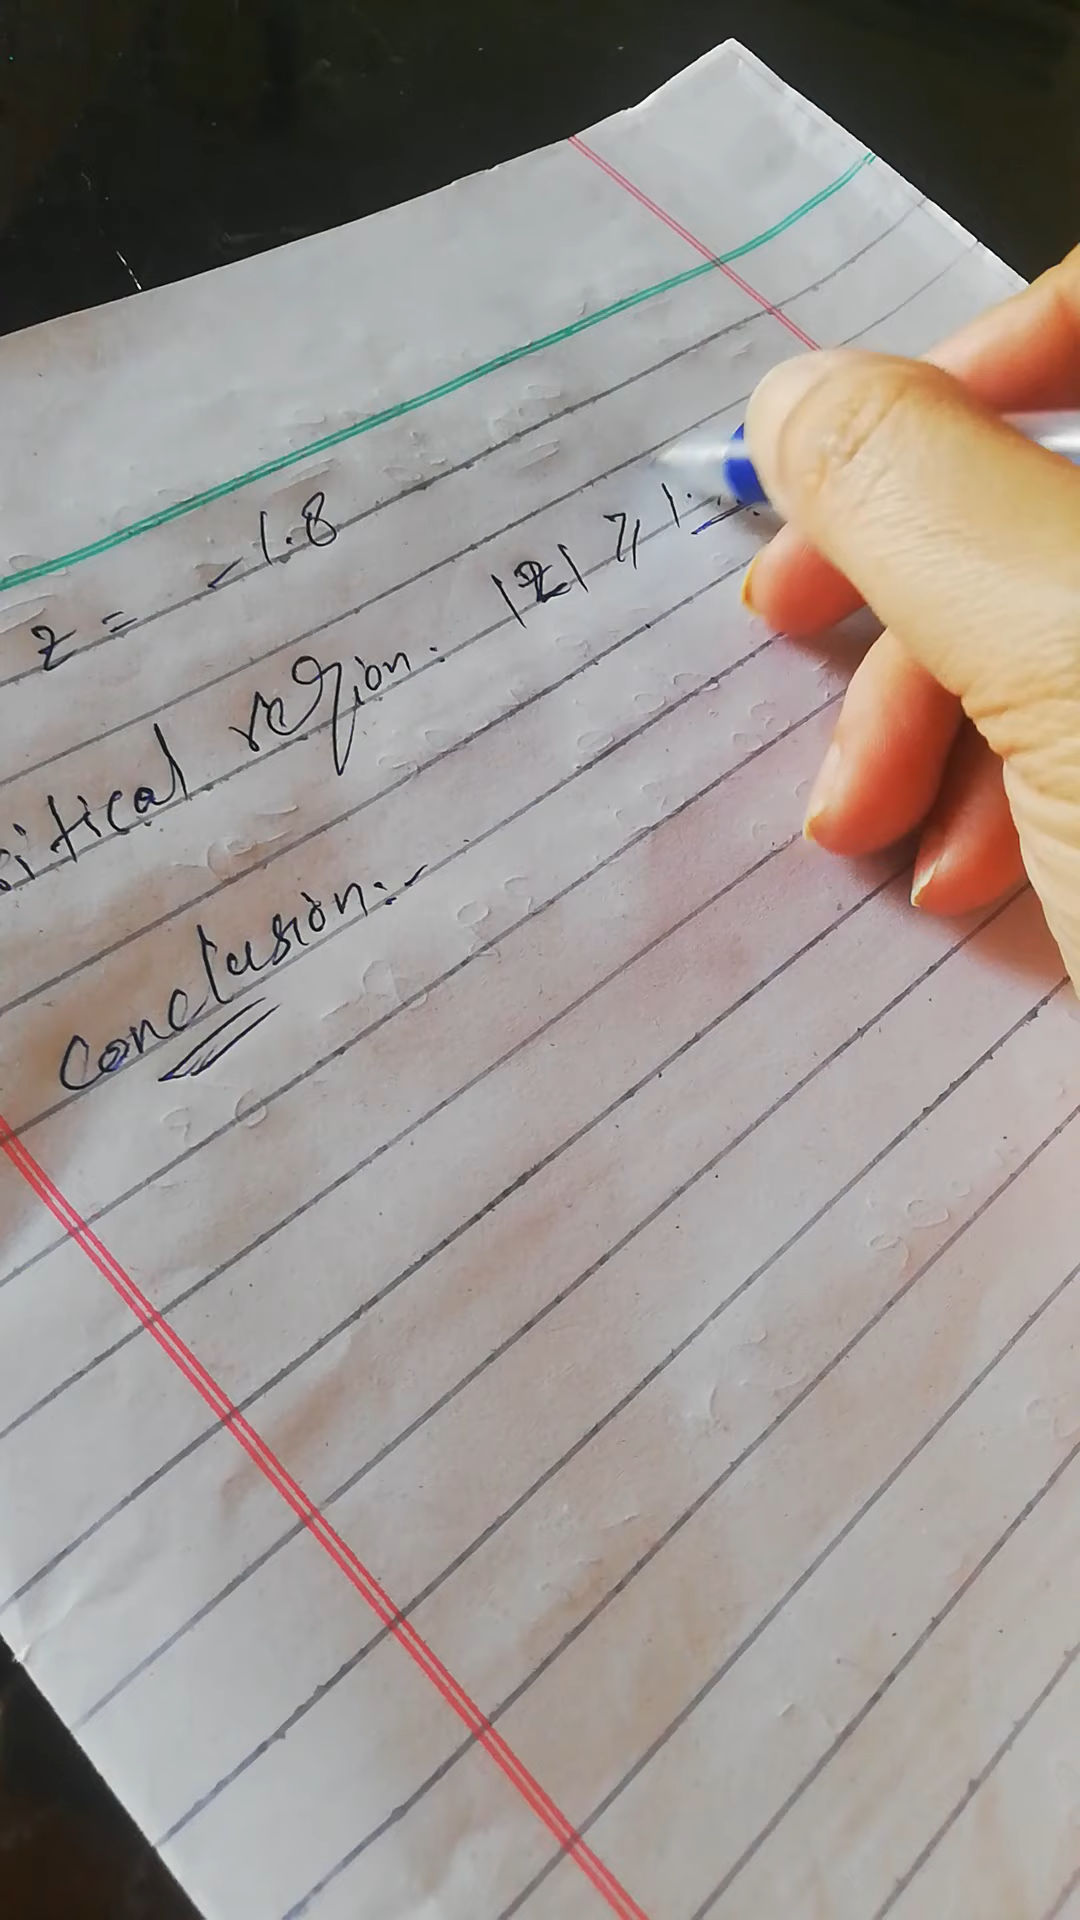 z = -1.8
itical region. |z| ⩾ 1.
Conclusion:-